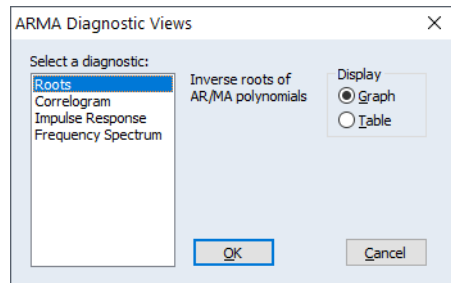 ARMA Diagnostic Views
Select a diagnostic:
Roots
Correlogram
Impulse Response
Frequency Spectrum
Inverse roots of
AR/MA polynomials
Display
Graph
Table
OK
Cancel